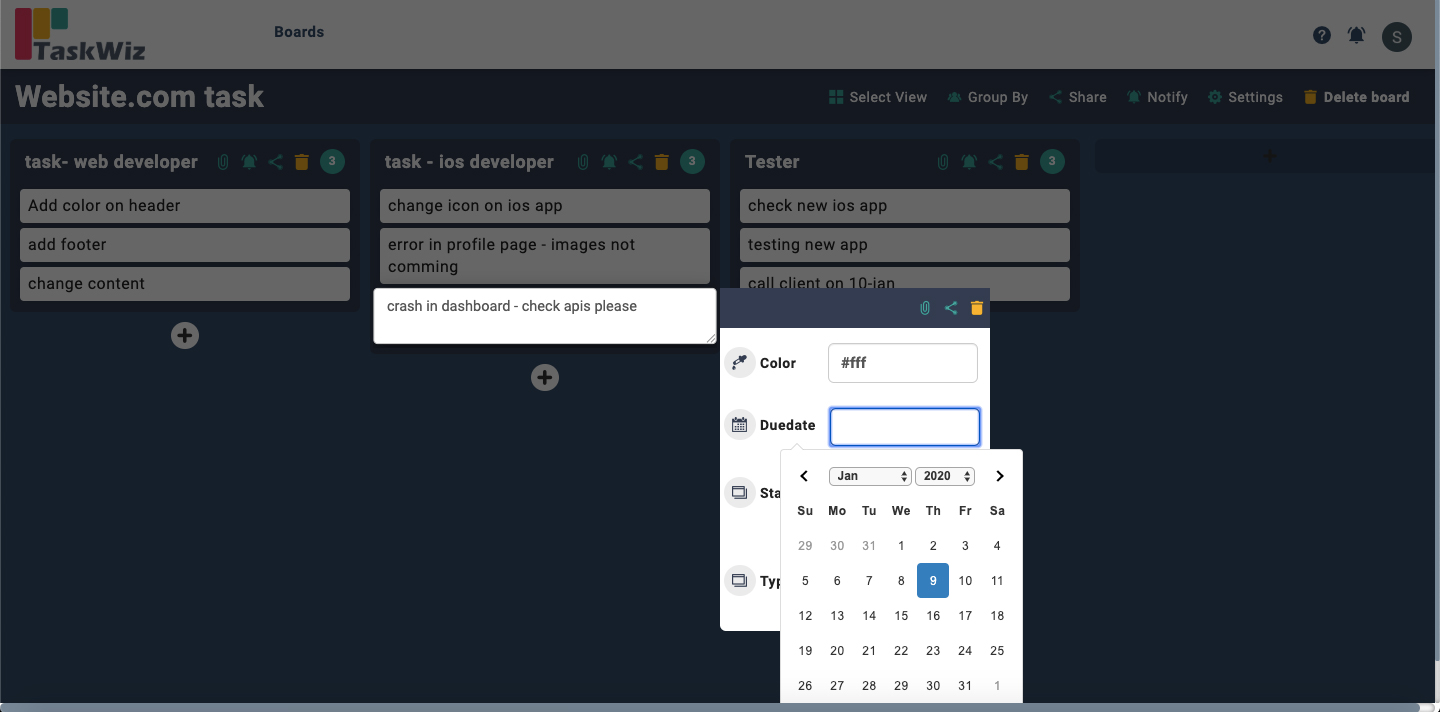 TaskWiz
Boards
S
Website.com task
Select View
Group By
Share
Notify
Settings
Delete board
task- web developer
3
Add color on header
add footer
change content
task - ios developer
3
change icon on ios app
error in profile page - images not
comming
crash in dashboard - check apis please
Tester
3
check new ios app
testing new app
call client on 10-jan
Color
#fff
Duedate
Sta
Typ
Jan 2020
Su Mo Tu We Th Fr Sa
29 30 31 1 2 3 4
5 6 7 8 9 10 11
12 13 14 15 16 17 18
19 20 21 22 23 24 25
26 27 28 29 30 31 1